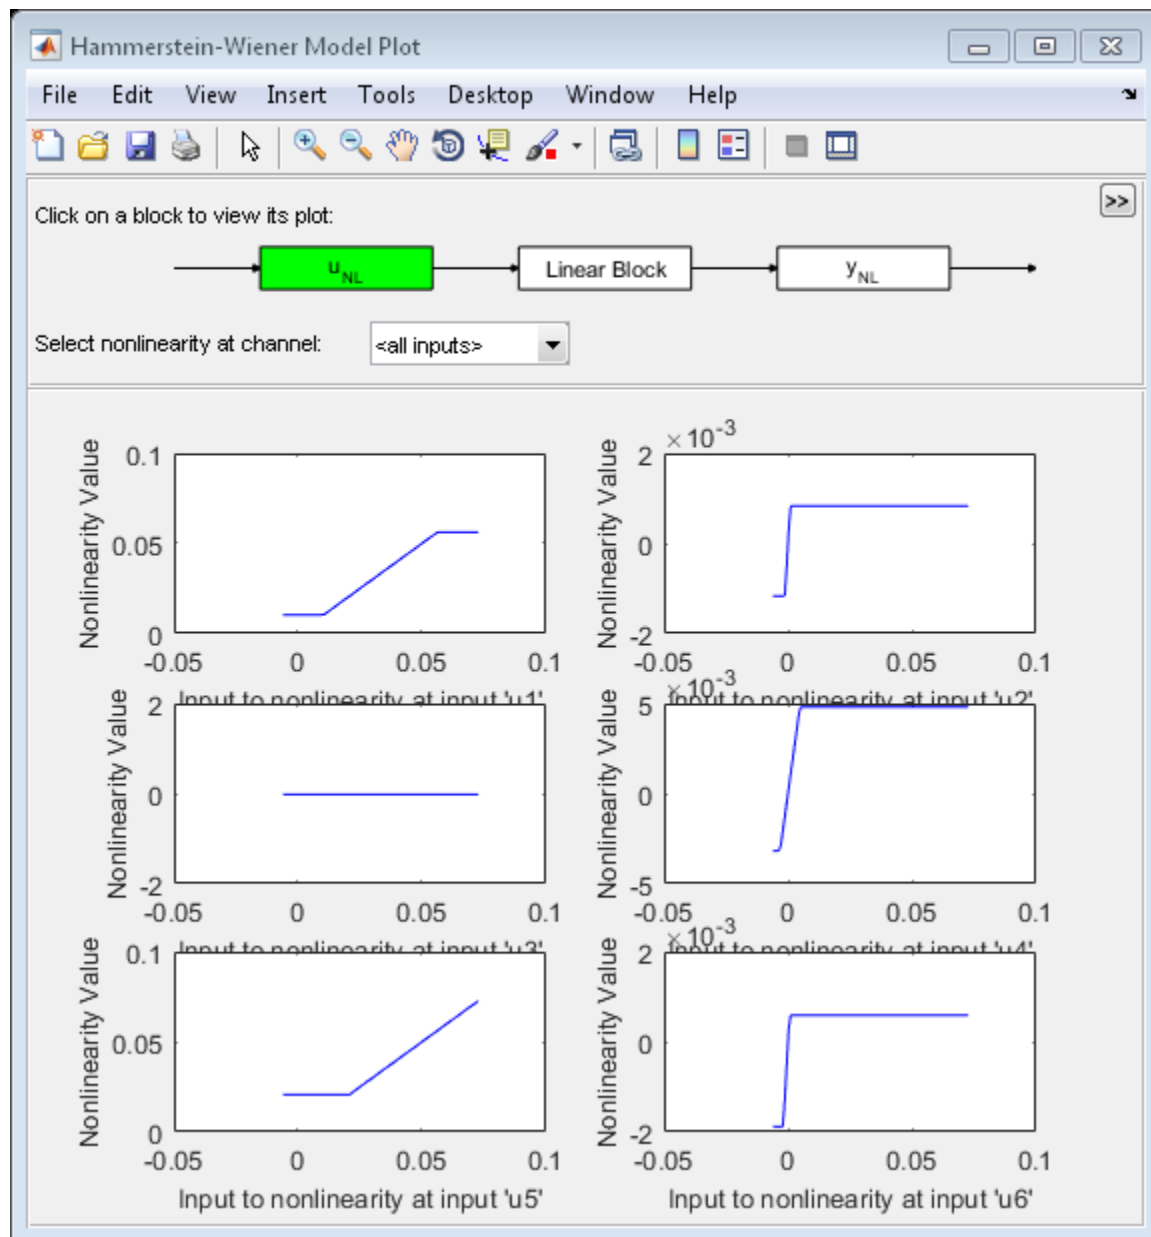 Hammerstein-Wiener Model Plot
File Edit View Insert Tools Desktop Window Help
Click on a block to view its plot:
>>
uNL Linear Block yNL
Select nonlinearity at channel: <all inputs>
Nonlinearity Value
0.1
0.05
0
-0.05 0 0.05 0.1
Input to nonlinearity at input 'u1'
×10-3
Nonlinearity Value
2
0
-2
-0.05 0 0.05 0.1
Input to nonlinearity at input 'u2'
Nonlinearity Value
2
0
-2
-0.05 0 0.05 0.1
Input to nonlinearity at input 'u3'
×10-3
Nonlinearity Value
5
0
-5
-0.05 0 0.05 0.1
Input to nonlinearity at input 'u4'
Nonlinearity Value
0.1
0.05
0
-0.05 0 0.05 0.1
Input to nonlinearity at input 'u5'
×10-3
Nonlinearity Value
2
0
-2
-0.05 0 0.05 0.1
Input to nonlinearity at input 'u6'